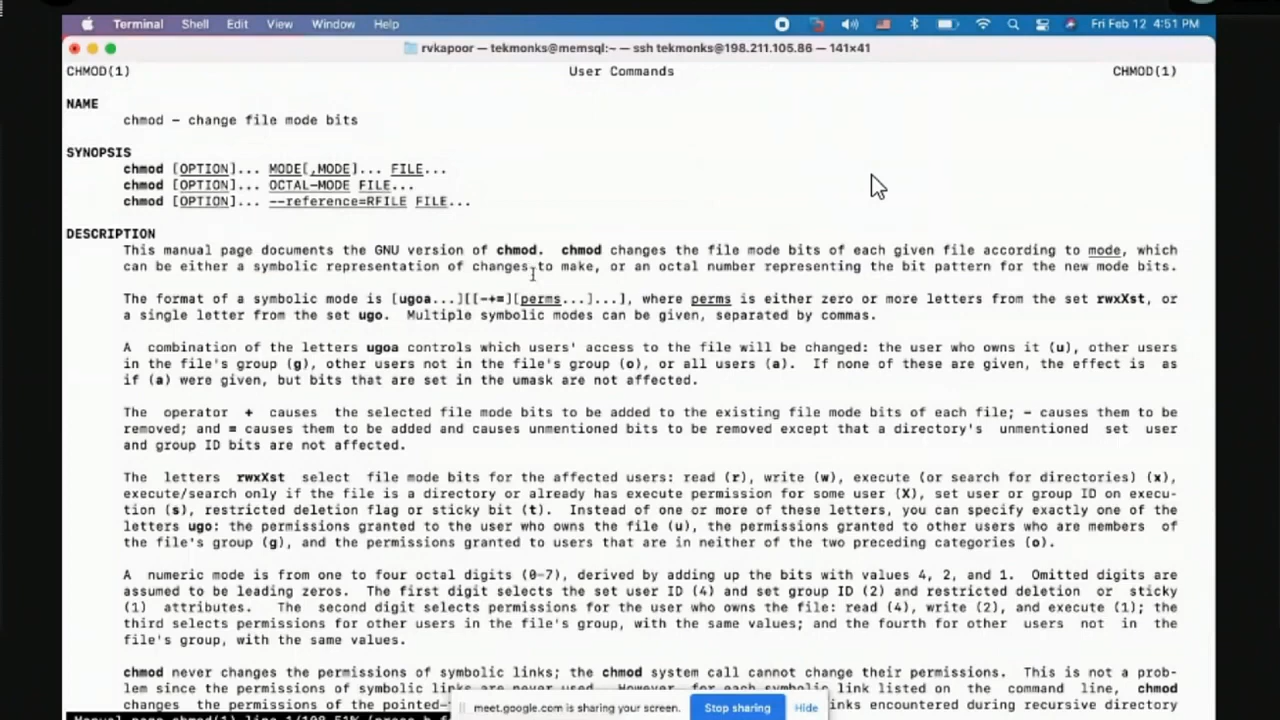 Terminal Shell Edit View Window Help Fri Feb 12 4:51 PM
rvkapoor — tekmonks@memsql:~ — ssh tekmonks@198.211.105.86 — 141×41
CHMOD(1) User Commands CHMOD(1)
NAME
chmod - change file mode bits
SYNOPSIS
chmod [OPTION]... MODE[,MODE]... FILE...
chmod [OPTION]... OCTAL-MODE FILE...
chmod [OPTION]... --reference=RFILE FILE...
DESCRIPTION
This manual page documents the GNU version of chmod. chmod changes the file mode bits of each given file according to mode, which
can be either a symbolic representation of changes to make, or an octal number representing the bit pattern for the new mode bits.
The format of a symbolic mode is [ugoa...][[-+=][perms...]...], where perms is either zero or more letters from the set rwxXst, or
a single letter from the set ugo. Multiple symbolic modes can be given, separated by commas.
A combination of the letters ugoa controls which users' access to the file will be changed: the user who owns it (u), other users
in the file's group (g), other users not in the file's group (o), or all users (a). If none of these are given, the effect is as
if (a) were given, but bits that are set in the umask are not affected.
The operator + causes the selected file mode bits to be added to the existing file mode bits of each file; - causes them to be
removed; and = causes them to be added and causes unmentioned bits to be removed except that a directory's unmentioned set user
and group ID bits are not affected.
The letters rwxXst select file mode bits for the affected users: read (r), write (w), execute (or search for directories) (x),
execute/search only if the file is a directory or already has execute permission for some user (X), set user or group ID on execu-
tion (s), restricted deletion flag or sticky bit (t). Instead of one or more of these letters, you can specify exactly one of the
letters ugo: the permissions granted to the user who owns the file (u), the permissions granted to other users who are members of
the file's group (g), and the permissions granted to users that are in neither of the two preceding categories (o).
A numeric mode is from one to four octal digits (0-7), derived by adding up the bits with values 4, 2, and 1. Omitted digits are
assumed to be leading zeros. The first digit selects the set user ID (4) and set group ID (2) and restricted deletion or sticky
(1) attributes. The second digit selects permissions for the user who owns the file: read (4), write (2), and execute (1); the
third selects permissions for other users in the file's group, with the same values; and the fourth for other users not in the
file's group, with the same values.
chmod never changes the permissions of symbolic links; the chmod system call cannot change their permissions. This is not a prob-
lem since the permissions of symbolic links are never used. However, for each symbolic link listed on the command line, chmod
changes the permissions of the pointed- links encountered during recursive directory
meet.google.com is sharing your screen. Stop sharing Hide